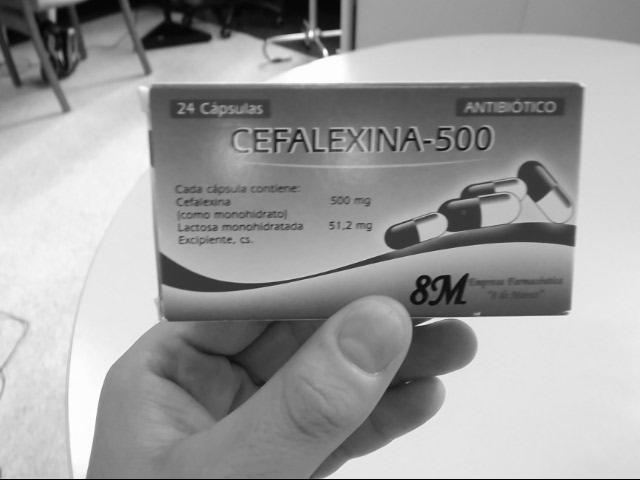 24 Cápsulas
ANTIBIÓTICO
CEFALEXINA-500
Cada cápsula contiene:
Cefalexina 500 mg
(como monohidrato)
Lactosa monohidratada 51,2 mg
Excipiente, cs.
8M Empresa Farmacéutica
"8 de Marzo"